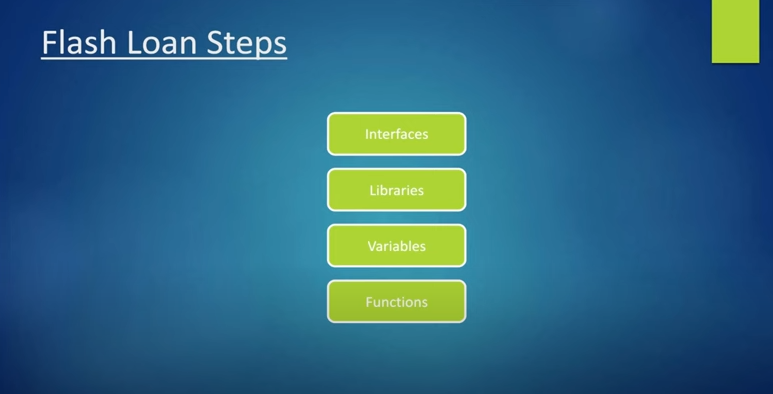 Flash Loan Steps
Interfaces
Libraries
Variables
Functions